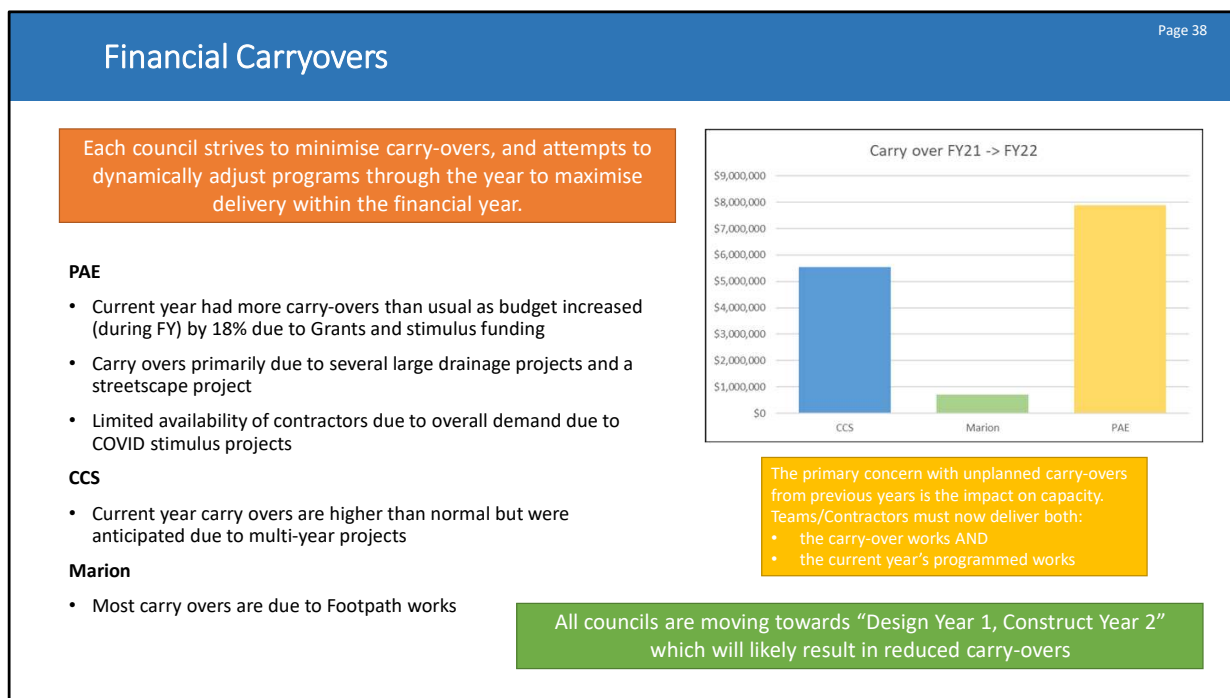 Page 38
Financial Carryovers
Each council strives to minimise carry-overs, and attempts to
dynamically adjust programs through the year to maximise
delivery within the financial year.
PAE
• Current year had more carry-overs than usual as budget increased
(during FY) by 18% due to Grants and stimulus funding
• Carry overs primarily due to several large drainage projects and a
streetscape project
• Limited availability of contractors due to overall demand due to
COVID stimulus projects
CCS
• Current year carry overs are higher than normal but were
anticipated due to multi-year projects
Marion
• Most carry overs are due to Footpath works
Carry over FY21 -> FY22
$9,000,000
$8,000,000
$7,000,000
$6,000,000
$5,000,000
$4,000,000
$3,000,000
$2,000,000
$1,000,000
$0
CCS Marion PAE
The primary concern with unplanned carry-overs
from previous years is the impact on capacity.
Teams/Contractors must now deliver both:
• the carry-over works AND
• the current year's programmed works
All councils are moving towards “Design Year 1, Construct Year 2”
which will likely result in reduced carry-overs